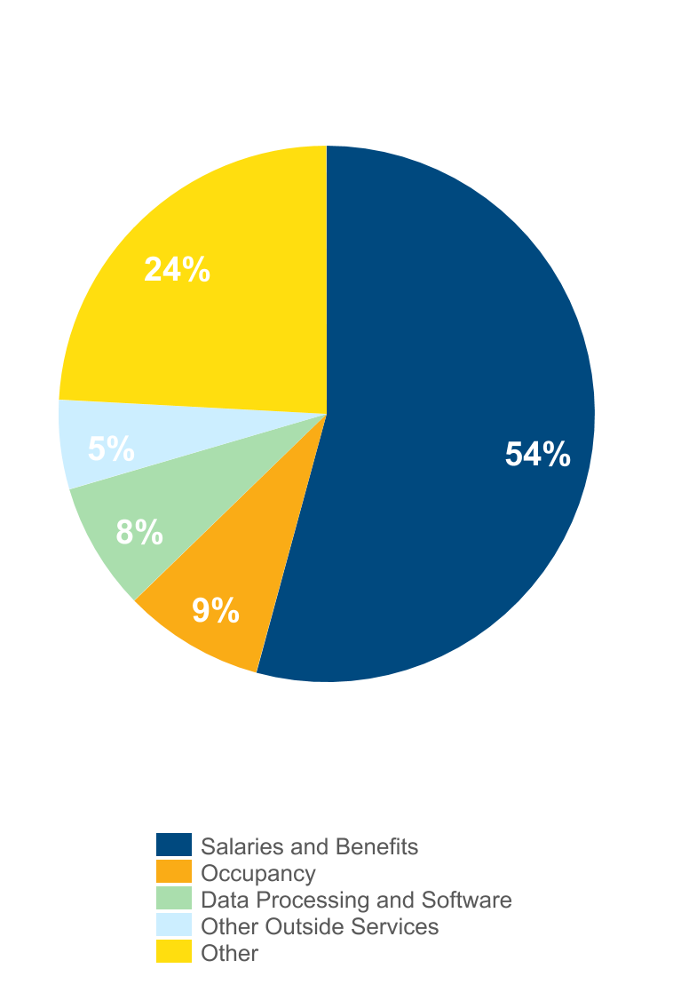 24%
54%
5%
8%
9%
Salaries and Benefits
Occupancy
Data Processing and Software
Other Outside Services
Other